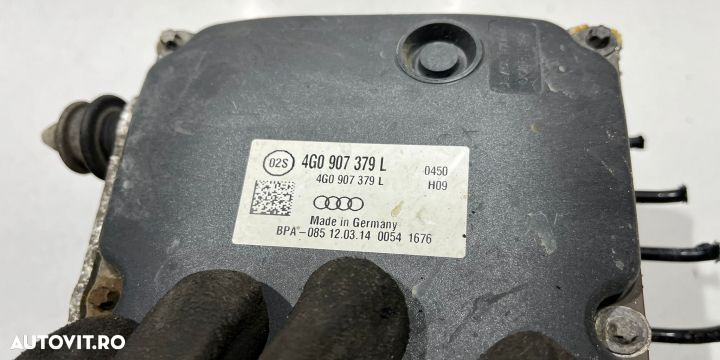 02S
4G0 907 379 L
4G0 907 379 L
0450
H09
Made in Germany
BPA -085 12.03.14 0054 1676
AUTOVIT.RO